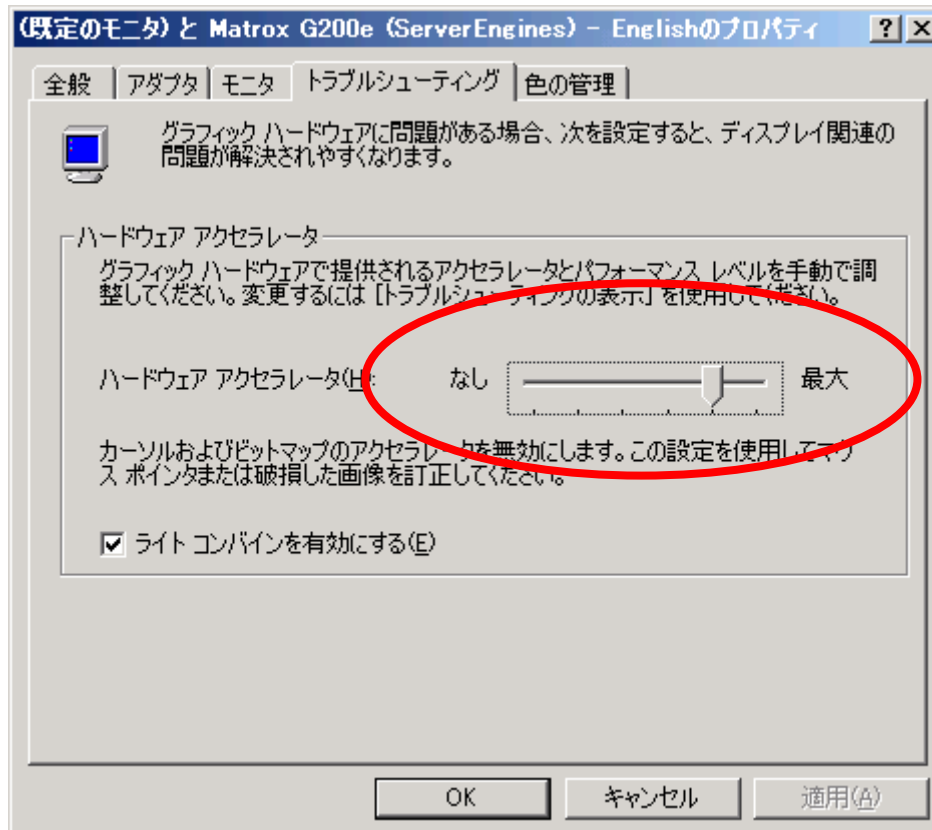 (既定のモニタ) と Matrox G200e (ServerEngines) - Englishのプロパティ ? ×
全般 アダプタ モニタ トラブルシューティング 色の管理
グラフィック ハードウェアに問題がある場合、次を設定すると、ディスプレイ関連の
問題が解決されやすくなります。
ハードウェア アクセラレータ
グラフィック ハードウェアで提供されるアクセラレータとパフォーマンス レベルを手動で調
整してください。変更するには [トラブルシューティングの表示] を使用してください。
ハードウェア アクセラレータ(H): なし 最大
カーソルおよびビットマップのアクセラレータを無効にします。この設定を使用してマウ
ス ポインタまたは破損した画像を訂正してください。
ライト コンバインを有効にする(E)
OK キャンセル 適用(A)